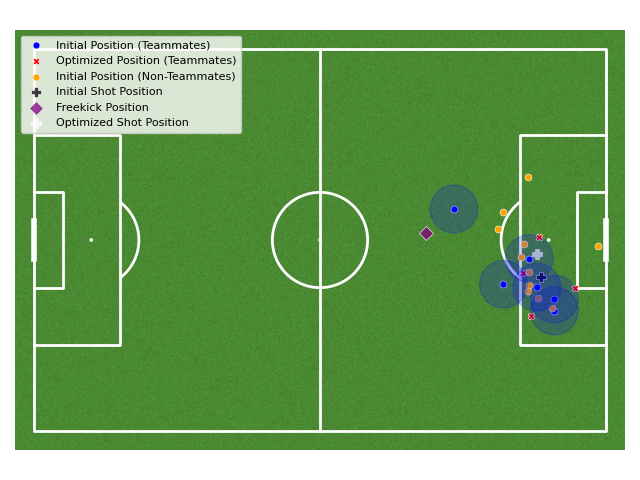 Initial Position (Teammates)
Optimized Position (Teammates)
Initial Position (Non-Teammates)
Initial Shot Position
Freekick Position
Optimized Shot Position